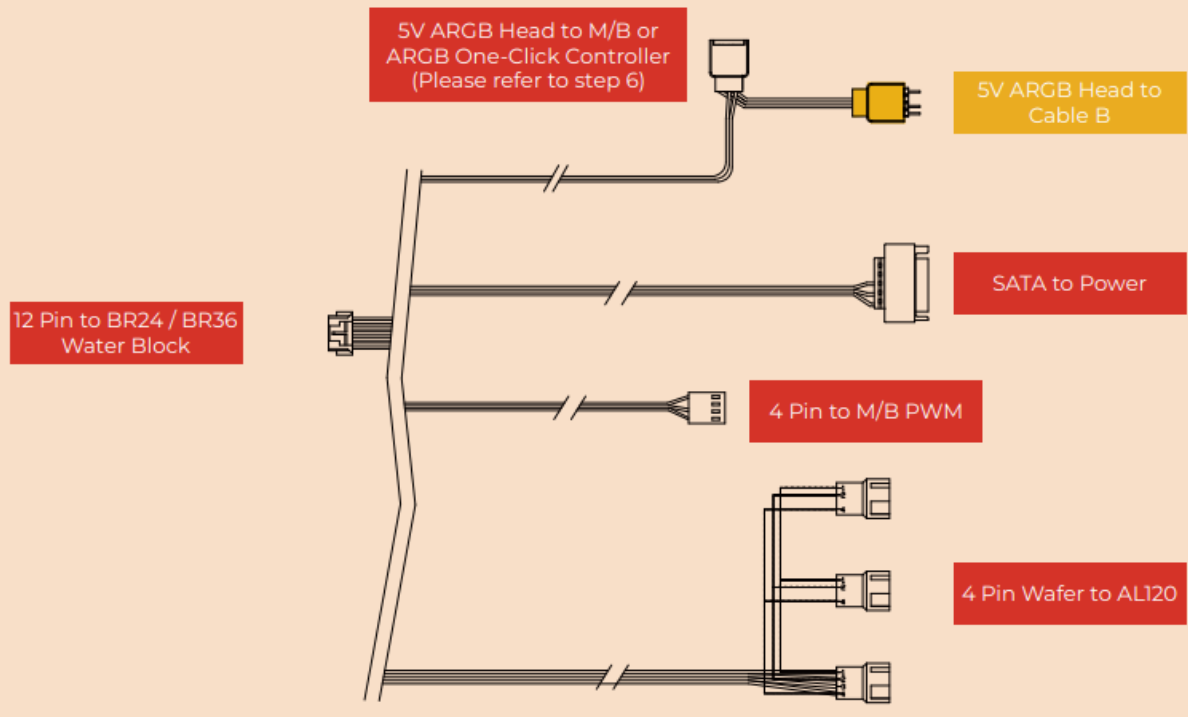 5V ARGB Head to M/B or
ARGB One-Click Controller
(Please refer to step 6)
5V ARGB Head to
Cable B
SATA to Power
12 Pin to BR24 / BR36
Water Block
4 Pin to M/B PWM
4 Pin Wafer to AL120